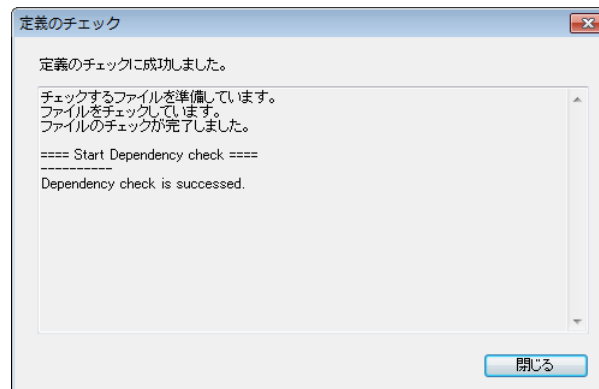 定義のチェック
定義のチェックに成功しました。
チェックするファイルを準備しています。
ファイルをチェックしています。
ファイルのチェックが完了しました。
==== Start Dependency check ====
----------
Dependency check is successed.
閉じる